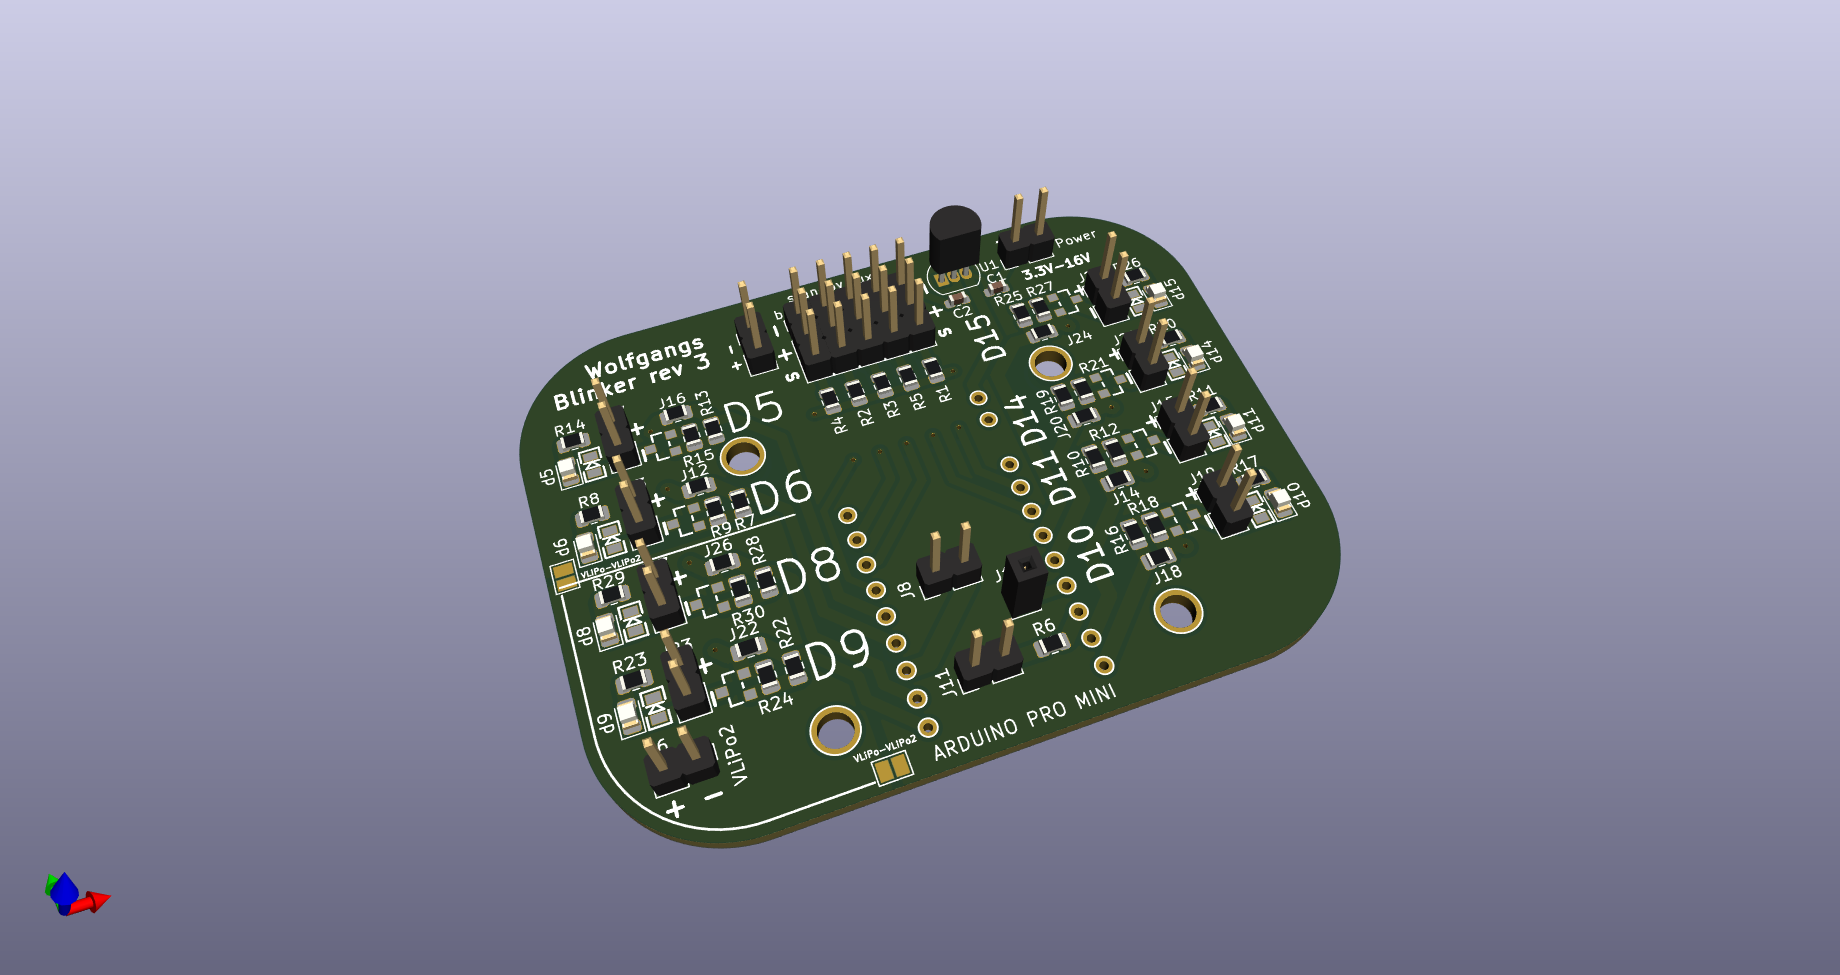 Power
3.3V-16V
U1
C1
C2
R25
R27
D15
d15
J24
Wolfgangs
Blinker rev 3
- +
- + s
+ s
R4
R2
R3
R5
R1
R14
J16
R13
D5
R15
d5
R19
R21
J20
D14
d14
R8
J12
D6
R9
R7
d6
R10
R12
J14
D11
d11
VLiPo-VLiPo2
R29
J26
R28
D8
R30
d8
R16
R18
R17
J18
D10
d10
J8
R23
J22
R22
D9
R24
d9
J11
R6
VLiPo2
+ -
VLiPo-VLiPo2
ARDUINO PRO MINI